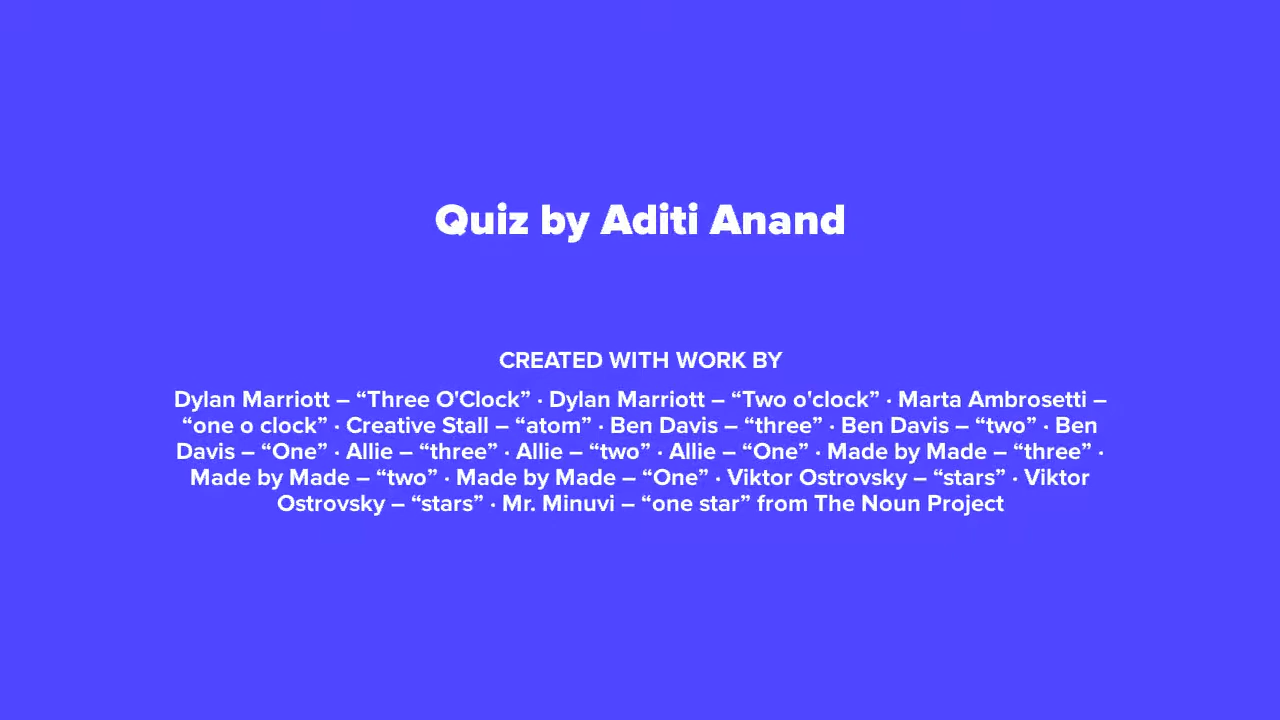 Quiz by Aditi Anand
CREATED WITH WORK BY
Dylan Marriott – “Three O'Clock” · Dylan Marriott – “Two o'clock” · Marta Ambrosetti –
“one o clock” · Creative Stall – “atom” · Ben Davis – “three” · Ben Davis – “two” · Ben
Davis – “One” · Allie – “three” · Allie – “two” · Allie – “One” · Made by Made – “three” ·
Made by Made – “two” · Made by Made – “One” · Viktor Ostrovsky – “stars” · Viktor
Ostrovsky – “stars” · Mr. Minuvi – “one star” from The Noun Project